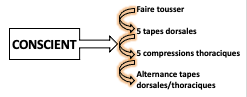 Faire tousser
5 tapes dorsales
CONSCIENT
5 compressions thoraciques
Alternance tapes
dorsales/thoraciques